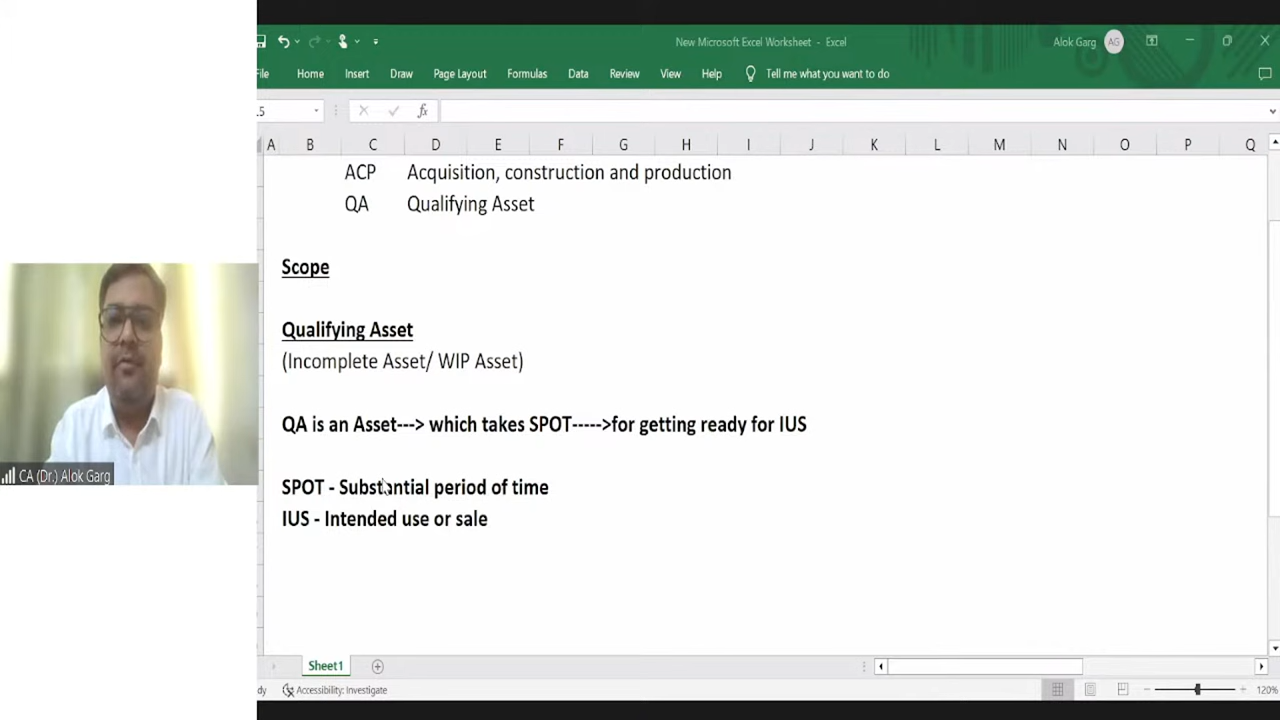 New Microsoft Excel Worksheet - Excel
Alok Garg AG
File Home Insert Draw Page Layout Formulas Data Review View Help Tell me what you want to do
fx
A B C D E F G H I J K L M N O P Q
ACP Acquisition, construction and production
QA Qualifying Asset
Scope
Qualifying Asset
(Incomplete Asset/ WIP Asset)
QA is an Asset---> which takes SPOT----->for getting ready for IUS
SPOT - Substantial period of time
IUS - Intended use or sale
CA (Dr.) Alok Garg
Sheet1
Accessibility: Investigate
120%